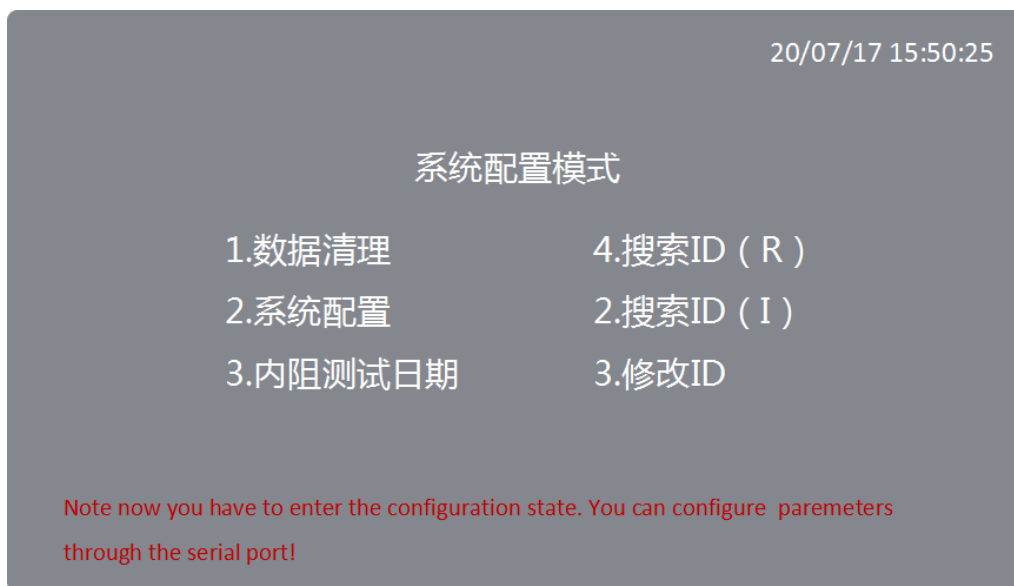 20/07/17 15:50:25
系统配置模式
1.数据清理
4.搜索ID（R）
2.系统配置
2.搜索ID（I）
3.内阻测试日期
3.修改ID
Note now you have to enter the configuration state. You can configure  paremeters
through the serial port!